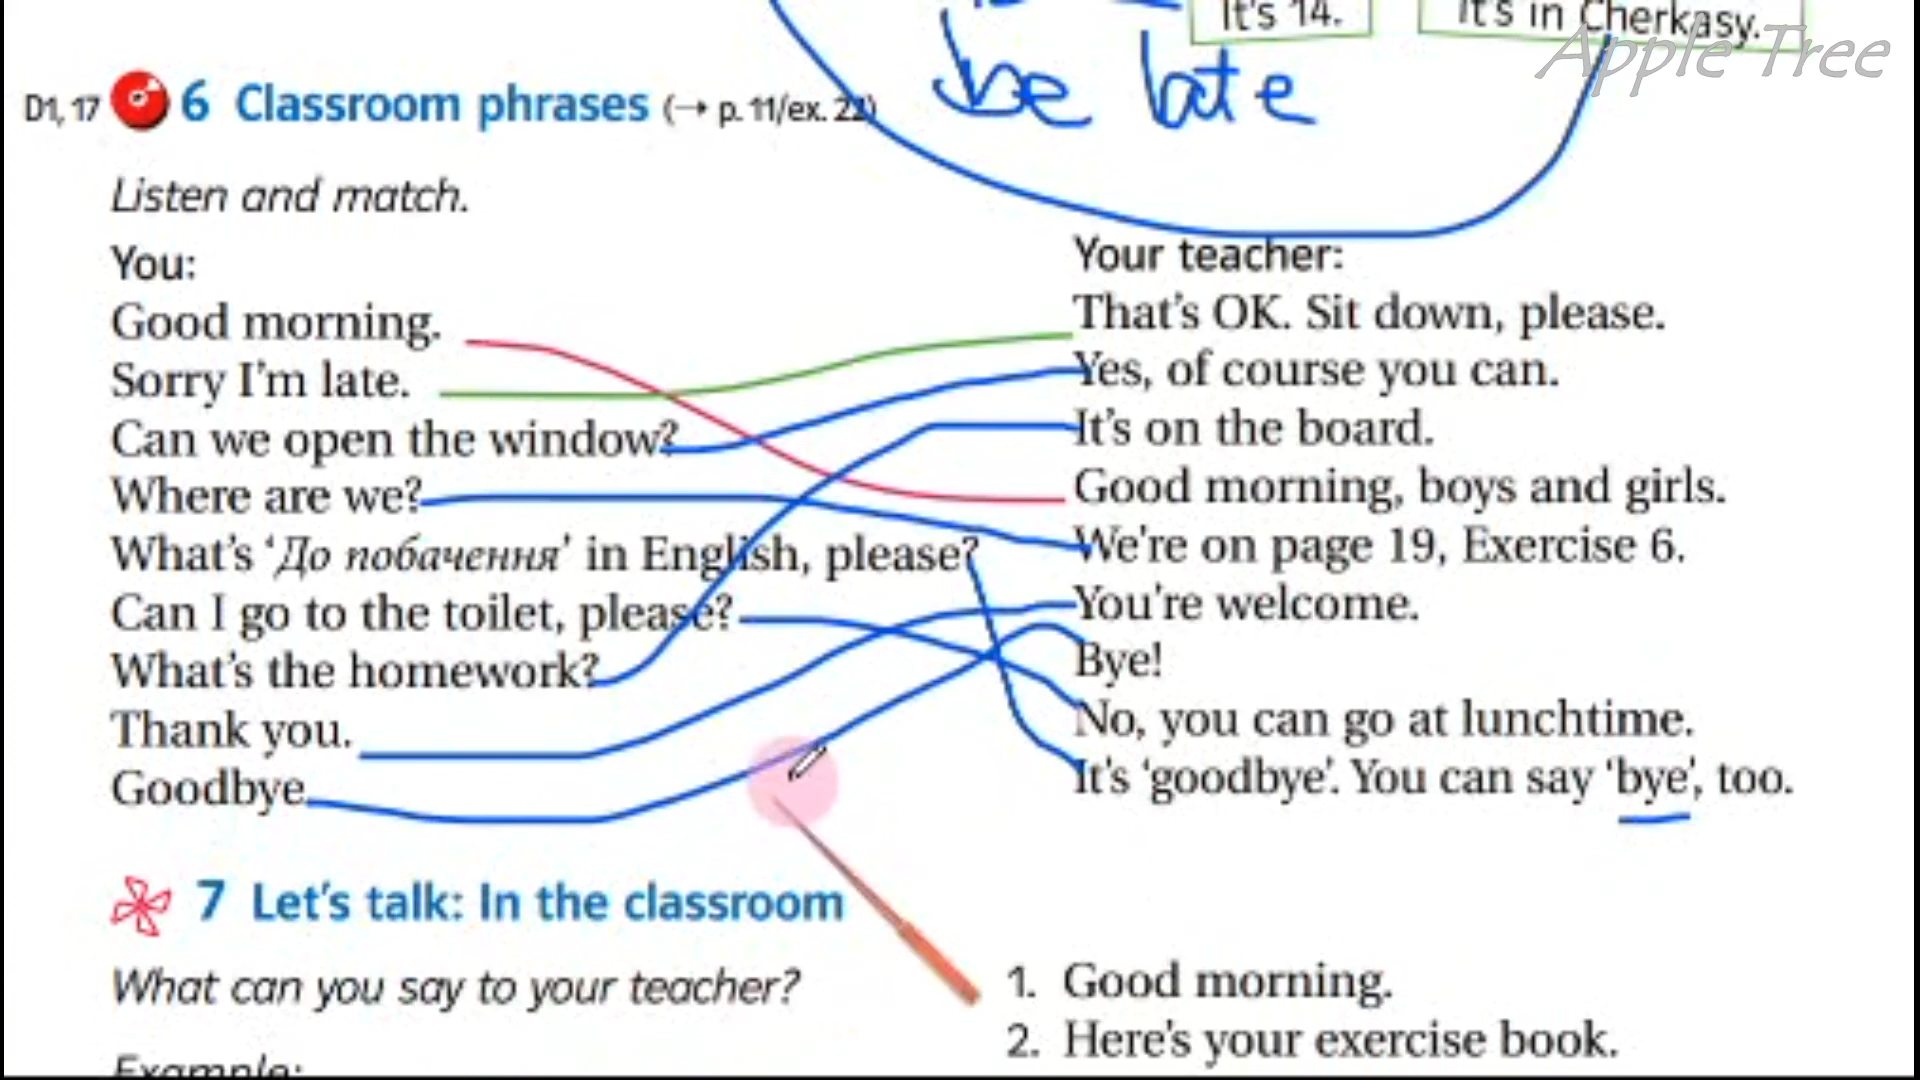 It's 14.
It's in Cherkasy.
Apple Tree
be late
D1, 17 6 Classroom phrases (→ p. 11/ex. 22)
Listen and match.
You:
Good morning.
Sorry I'm late.
Can we open the window?
Where are we?
What's ‘До побачення’ in English, please?
Can I go to the toilet, please?
What's the homework?
Thank you.
Goodbye.
Your teacher:
That's OK. Sit down, please.
Yes, of course you can.
It's on the board.
Good morning, boys and girls.
We're on page 19, Exercise 6.
You're welcome.
Bye!
No, you can go at lunchtime.
It's ‘goodbye’. You can say ‘bye’, too.
7 Let's talk: In the classroom
What can you say to your teacher?
1. Good morning.
2. Here's your exercise book.
Example: